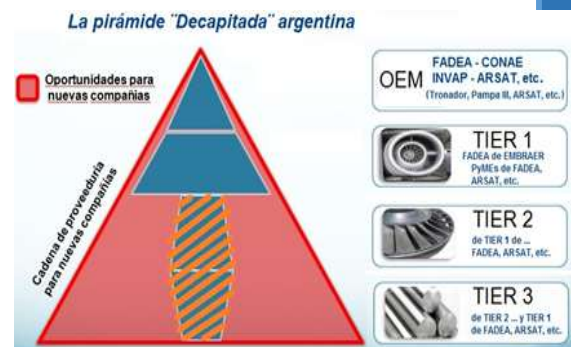 La pirámide ¨Decapitada¨ argentina
Oportunidades para
nuevas compañias
Cadena de proveeduría
para nuevas compañías
OEM
FADEA - CONAE
INVAP - ARSAT, etc.
(Tronador, Pampa III, ARSAT, etc.)
TIER 1
FADEA de EMBRAER
PyMEs de FADEA,
ARSAT, etc.
TIER 2
de TIER 1 de ...
FADEA, ARSAT, etc.
TIER 3
de TIER 2 ... y TIER 1
de FADEA, ARSAT, etc.